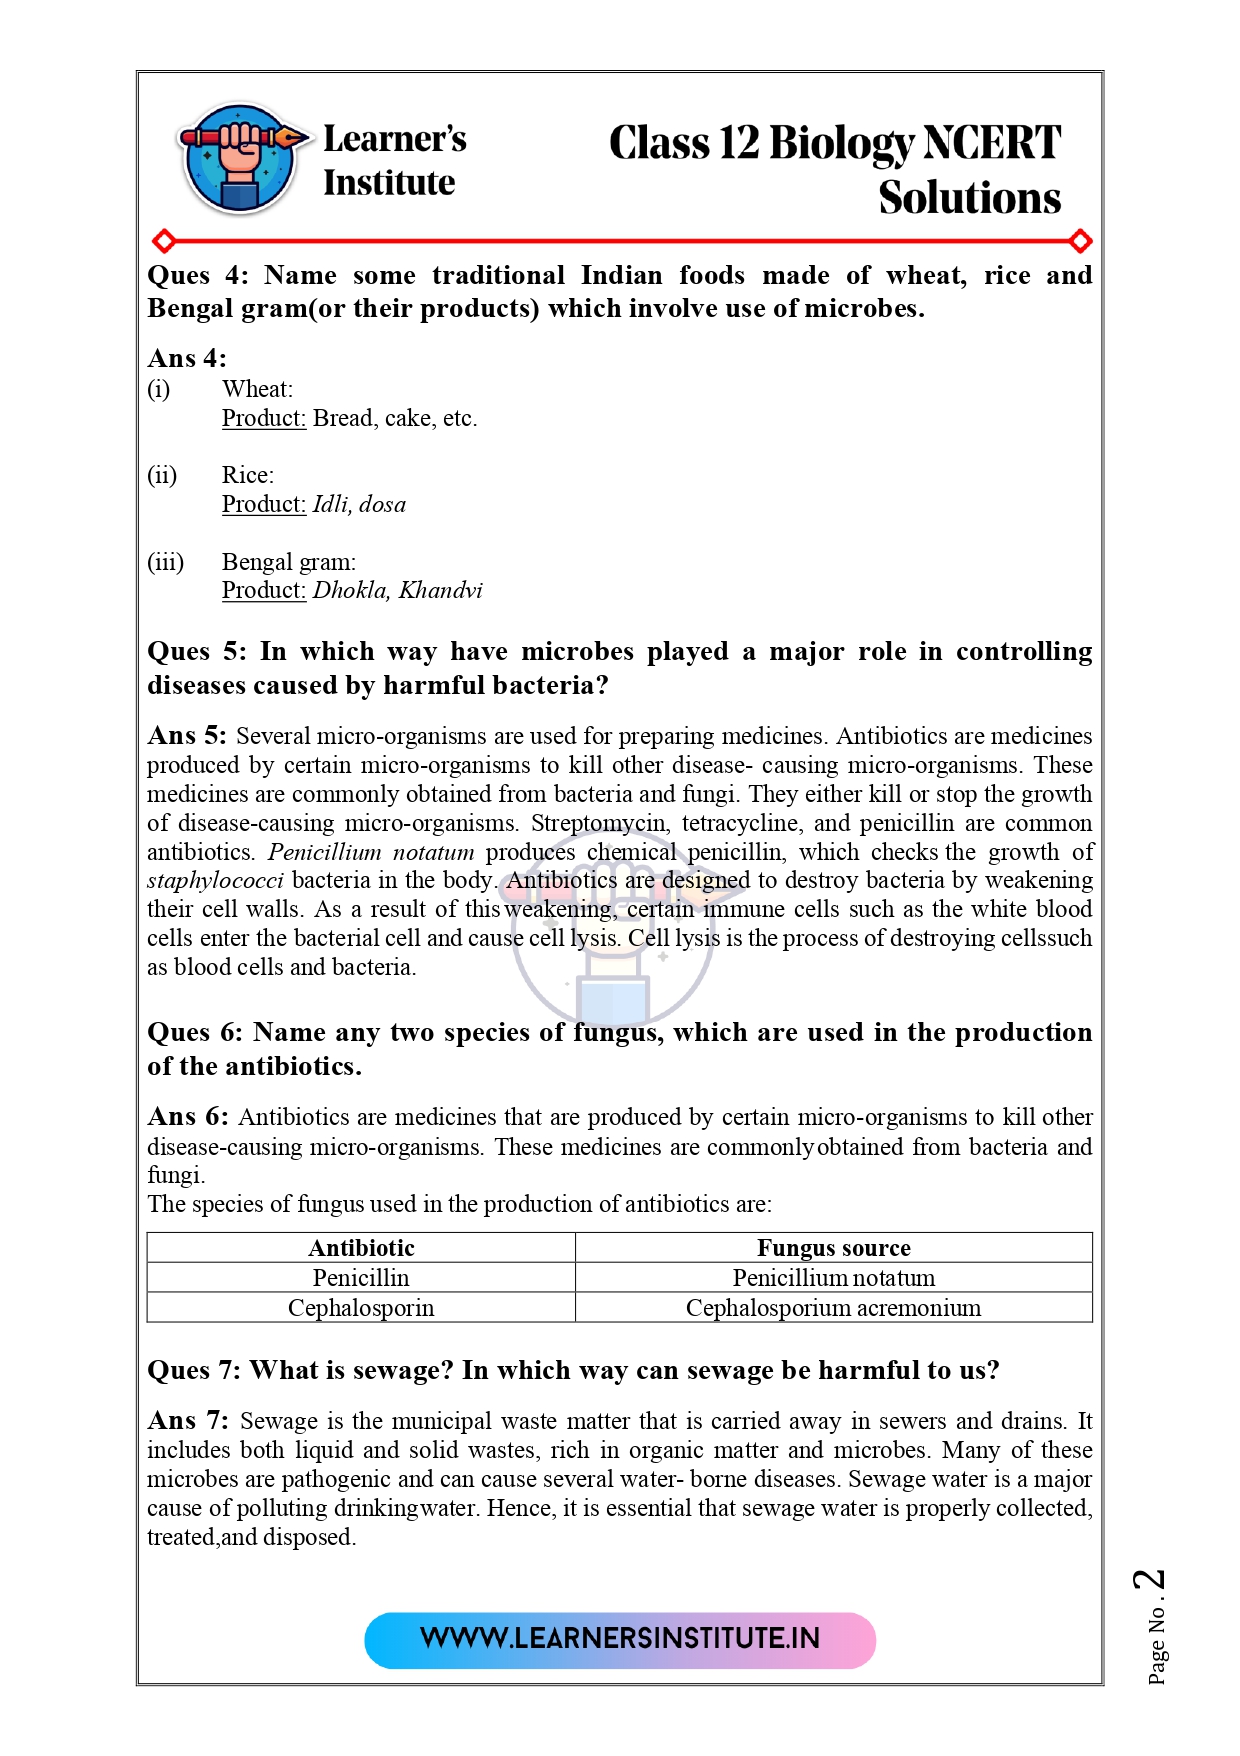 Learner's
Institute
Class 12 Biology NCERT
Solutions
Ques 4: Name some traditional Indian foods made of wheat, rice and
Bengal gram(or their products) which involve use of microbes.
Ans 4:
(i) Wheat:
Product: Bread, cake, etc.
(ii) Rice:
Product: Idli, dosa
(iii) Bengal gram:
Product: Dhokla, Khandvi
Ques 5: In which way have microbes played a major role in controlling
diseases caused by harmful bacteria?
Ans 5: Several micro-organisms are used for preparing medicines. Antibiotics are medicines
produced by certain micro-organisms to kill other disease- causing micro-organisms. These
medicines are commonly obtained from bacteria and fungi. They either kill or stop the growth
of disease-causing micro-organisms. Streptomycin, tetracycline, and penicillin are common
antibiotics. Penicillium notatum produces chemical penicillin, which checks the growth of
staphylococci bacteria in the body. Antibiotics are designed to destroy bacteria by weakening
their cell walls. As a result of this weakening, certain immune cells such as the white blood
cells enter the bacterial cell and cause cell lysis. Cell lysis is the process of destroying cellssuch
as blood cells and bacteria.
Ques 6: Name any two species of fungus, which are used in the production
of the antibiotics.
Ans 6: Antibiotics are medicines that are produced by certain micro-organisms to kill other
disease-causing micro-organisms. These medicines are commonly obtained from bacteria and
fungi.
The species of fungus used in the production of antibiotics are:
Antibiotic Fungus source
Penicillin Penicillium notatum
Cephalosporin Cephalosporium acremonium
Ques 7: What is sewage? In which way can sewage be harmful to us?
Ans 7: Sewage is the municipal waste matter that is carried away in sewers and drains. It
includes both liquid and solid wastes, rich in organic matter and microbes. Many of these
microbes are pathogenic and can cause several water- borne diseases. Sewage water is a major
cause of polluting drinkingwater. Hence, it is essential that sewage water is properly collected,
treated,and disposed.
WWW.LEARNERSINSTITUTE.IN
Page No. 2